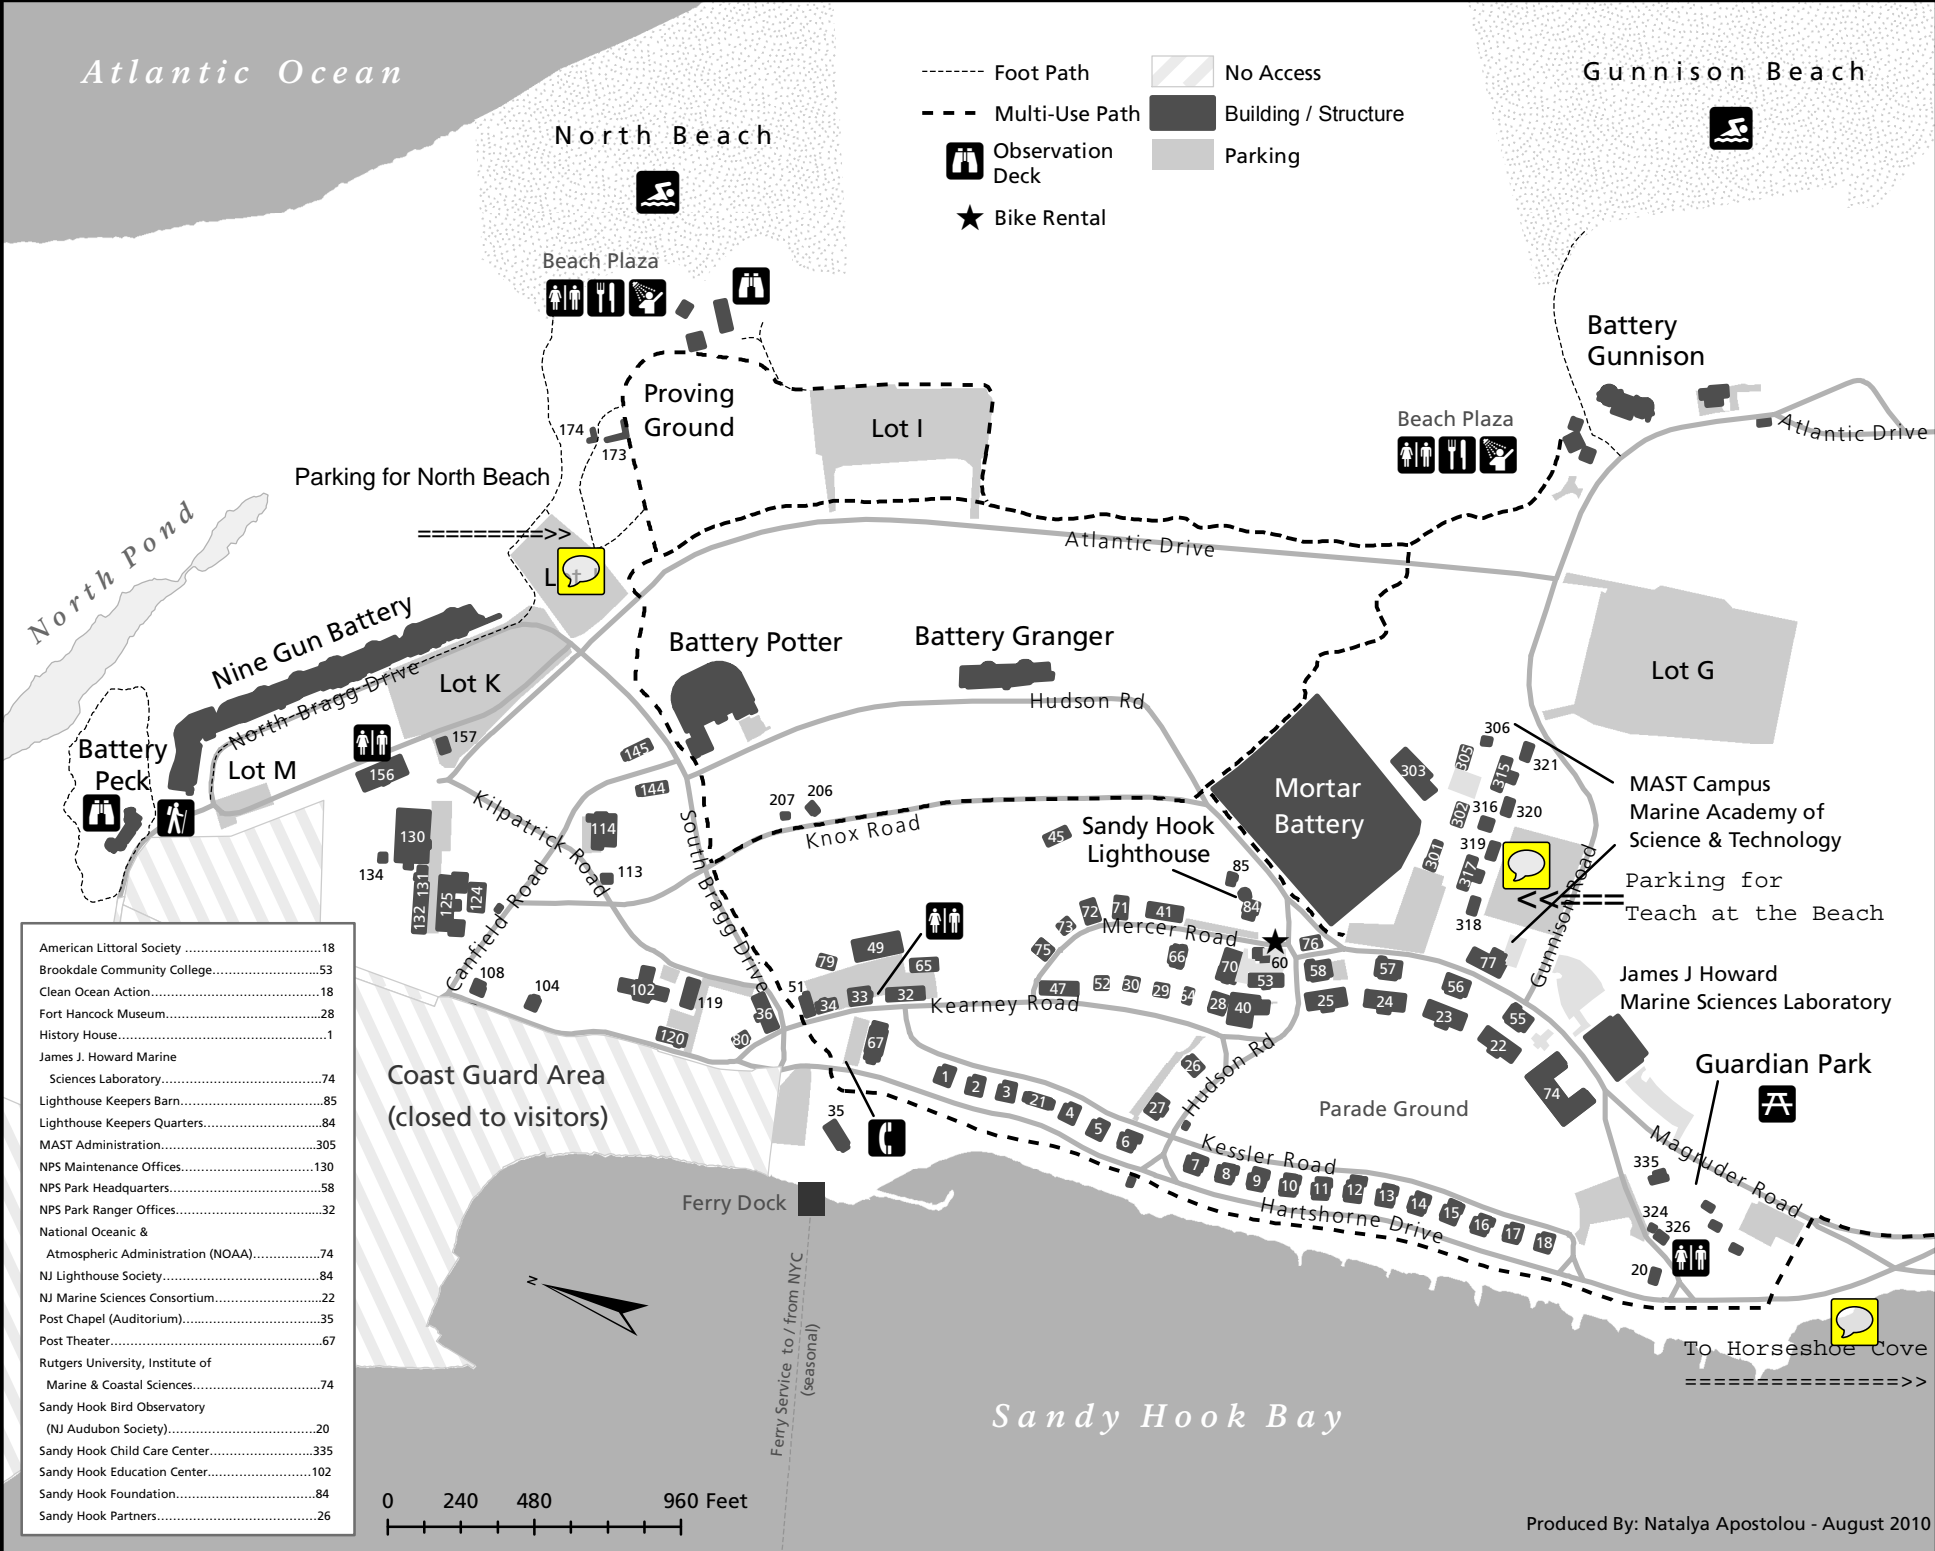 Atlantic Ocean
North Beach
Foot Path
Multi-Use Path
Observation
Deck
Bike Rental
No Access
Building / Structure
Parking
Gunnison Beach
Beach Plaza
Proving
Ground
174
173
Lot I
Parking for North Beach
==========>>
North Pond
Beach Plaza
Battery
Gunnison
Atlantic Drive
Atlantic Drive
Nine Gun Battery
North Bragg Drive
Lot K
Battery Potter
Battery Granger
Hudson Rd
Lot G
Battery
Peck
Lot M
157
156
145
144
Kilpatrick Road
South Bragg Drive
207
206
Knox Road
45
Sandy Hook
Lighthouse
85
84
Mortar
Battery
303
305
306
315
321
302
316
320
301
319
317
318
MAST Campus
Marine Academy of
Science & Technology
Parking for
Teach at the Beach
Gunnison Road
130
134
131
132
125
124
114
113
Canfield Road
108
104
102
119
120
80
36
79
49
65
51
34
33
32
Kearney Road
67
35
72
71
41
73
75
Mercer Road
66
70
60
53
76
47
52
30
29
54
28
40
58
25
57
24
56
23
55
22
77
74
James J Howard
Marine Sciences Laboratory
Guardian Park
26
27
Hudson Rd
Parade Ground
1
2
3
21
4
5
6
Kessler Road
7
8
9
10
11
12
13
14
15
16
17
18
Hartshorne Drive
Magruder Road
335
324
326
20
Coast Guard Area
(closed to visitors)
Ferry Dock
Ferry Service to / from NYC
(seasonal)
N
Sandy Hook Bay
To Horseshoe Cove
===============>>
American Littoral Society ..................................18
Brookdale Community College..........................53
Clean Ocean Action...........................................18
Fort Hancock Museum.......................................28
History House.....................................................1
James J. Howard Marine
Sciences Laboratory........................................74
Lighthouse Keepers Barn...................................85
Lighthouse Keepers Quarters.............................84
MAST Administration........................................305
NPS Maintenance Offices.................................130
NPS Park Headquarters.....................................58
NPS Park Ranger Offices...................................32
National Oceanic &
Atmospheric Administration (NOAA).................74
NJ Lighthouse Society........................................84
NJ Marine Sciences Consortium..........................22
Post Chapel (Auditorium)...................................35
Post Theater......................................................67
Rutgers University, Institute of
Marine & Coastal Sciences................................74
Sandy Hook Bird Observatory
(NJ Audubon Society).....................................20
Sandy Hook Child Care Center..........................335
Sandy Hook Education Center..........................102
Sandy Hook Foundation....................................84
Sandy Hook Partners........................................26
0 240 480 960 Feet
Produced By: Natalya Apostolou - August 2010